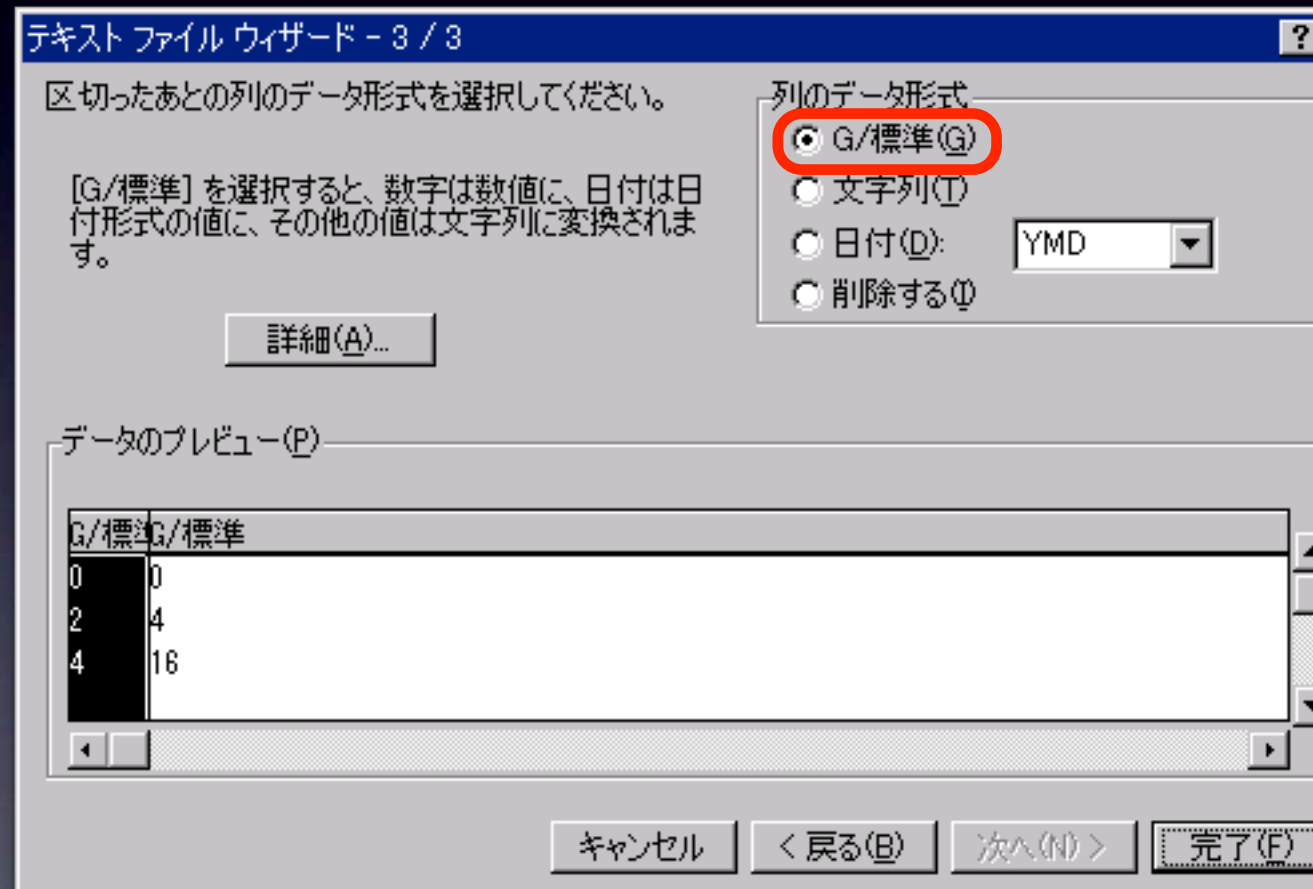 テキスト ファイル ウィザード - 3 / 3
?
区切ったあとの列のデータ形式を選択してください。
[G/標準] を選択すると、数字は数値に、日付は日
付形式の値に、その他の値は文字列に変換されま
す。
詳細(A)...
列のデータ形式
G/標準(G)
文字列(T)
日付(D):
YMD
削除する(I)
データのプレビュー(P)
G/標準 G/標準
0 0
2 4
4 16
キャンセル
< 戻る(B)
次へ(N) >
完了(F)